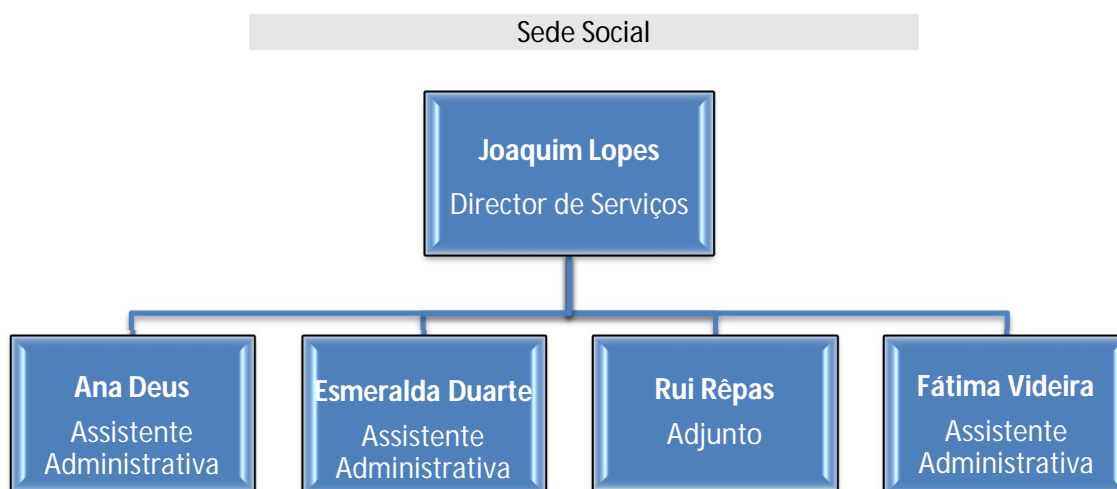 Sede Social
Joaquim Lopes
Director de Serviços
Ana Deus
Assistente
Administrativa
Esmeralda Duarte
Assistente
Administrativa
Rui Rêpas
Adjunto
Fátima Videira
Assistente
Administrativa